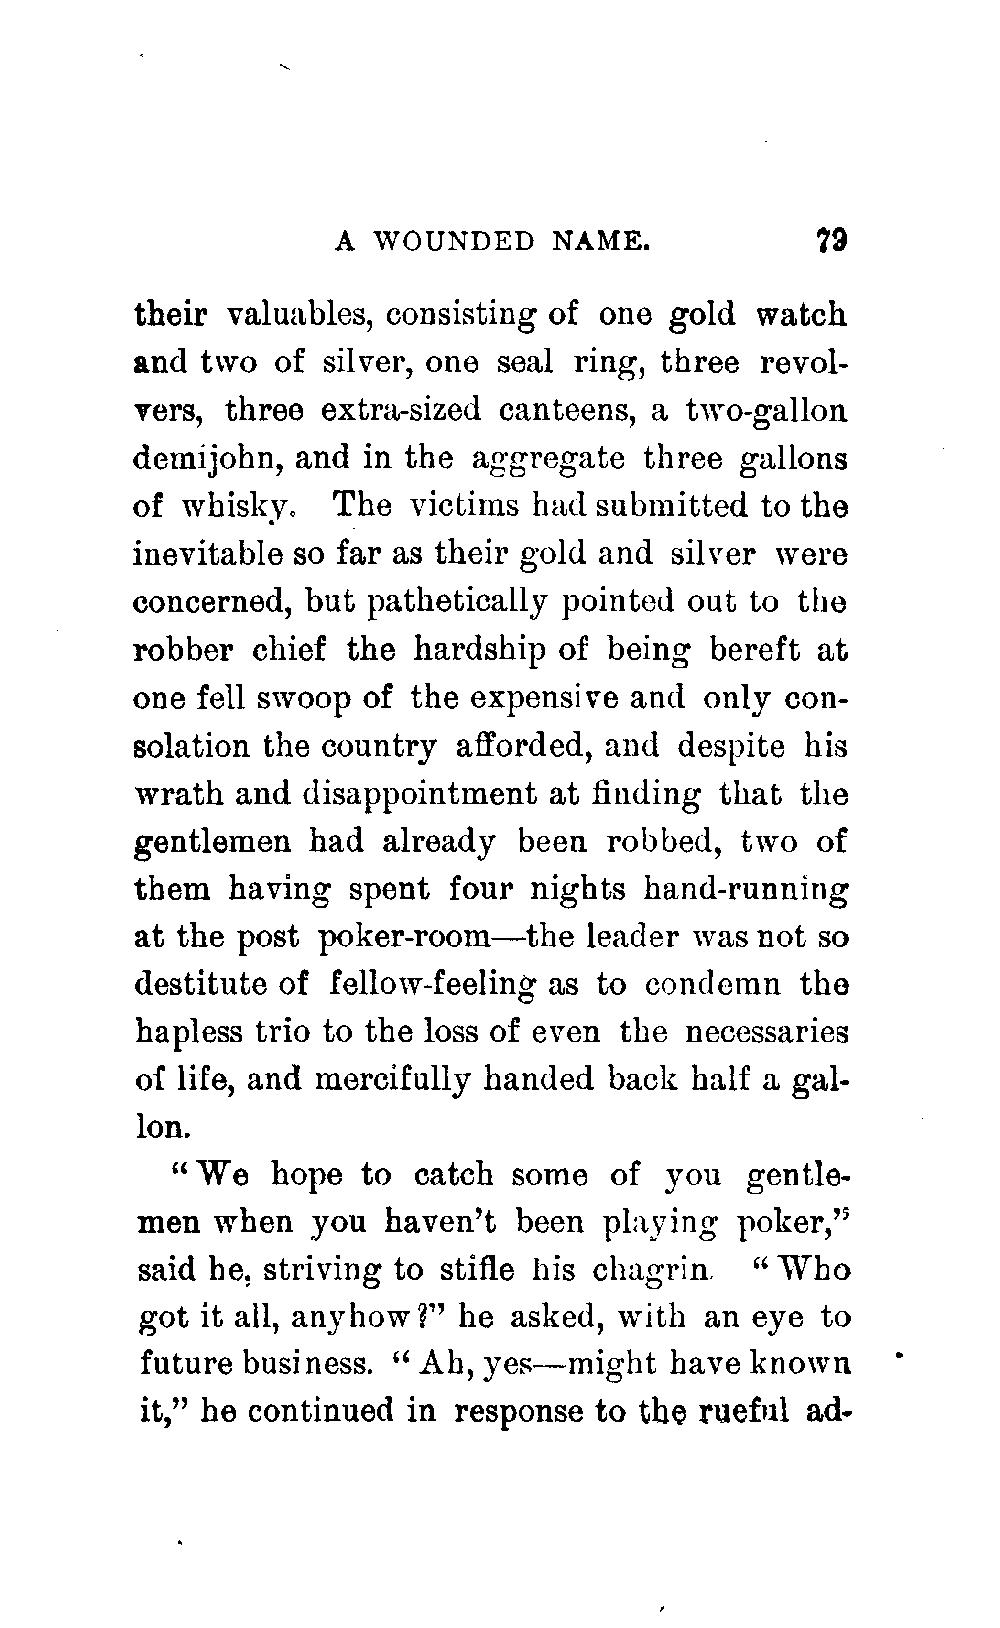 A WOUNDED NAME. 79
their valuables, consisting of one gold watch
and two of silver, one seal ring, three revol-
vers, three extra-sized canteens, a two-gallon
demijohn, and in the aggregate three gallons
of whisky. The victims had submitted to the
inevitable so far as their gold and silver were
concerned, but pathetically pointed out to the
robber chief the hardship of being bereft at
one fell swoop of the expensive and only con-
solation the country afforded, and despite his
wrath and disappointment at finding that the
gentlemen had already been robbed, two of
them having spent four nights hand-running
at the post poker-room—the leader was not so
destitute of fellow-feeling as to condemn the
hapless trio to the loss of even the necessaries
of life, and mercifully handed back half a gal-
lon.
"We hope to catch some of you gentle-
men when you haven't been playing poker,"
said he, striving to stifle his chagrin. "Who
got it all, anyhow?" he asked, with an eye to
future business. "Ah, yes—might have known
it," he continued in response to the rueful ad-